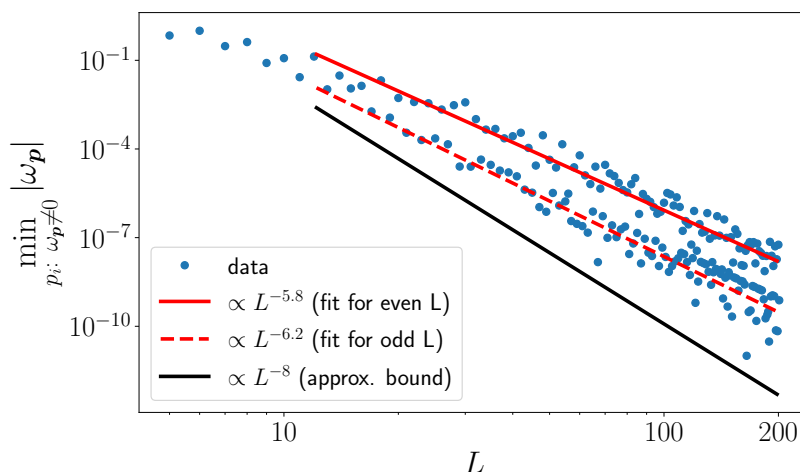 10^{-1}
10^{-4}
10^{-7}
10^{-10}
min |ω_p|
p_i: ω_p≠0
data
∝ L^{-5.8} (fit for even L)
∝ L^{-6.2} (fit for odd L)
∝ L^{-8} (approx. bound)
10 100 200
L